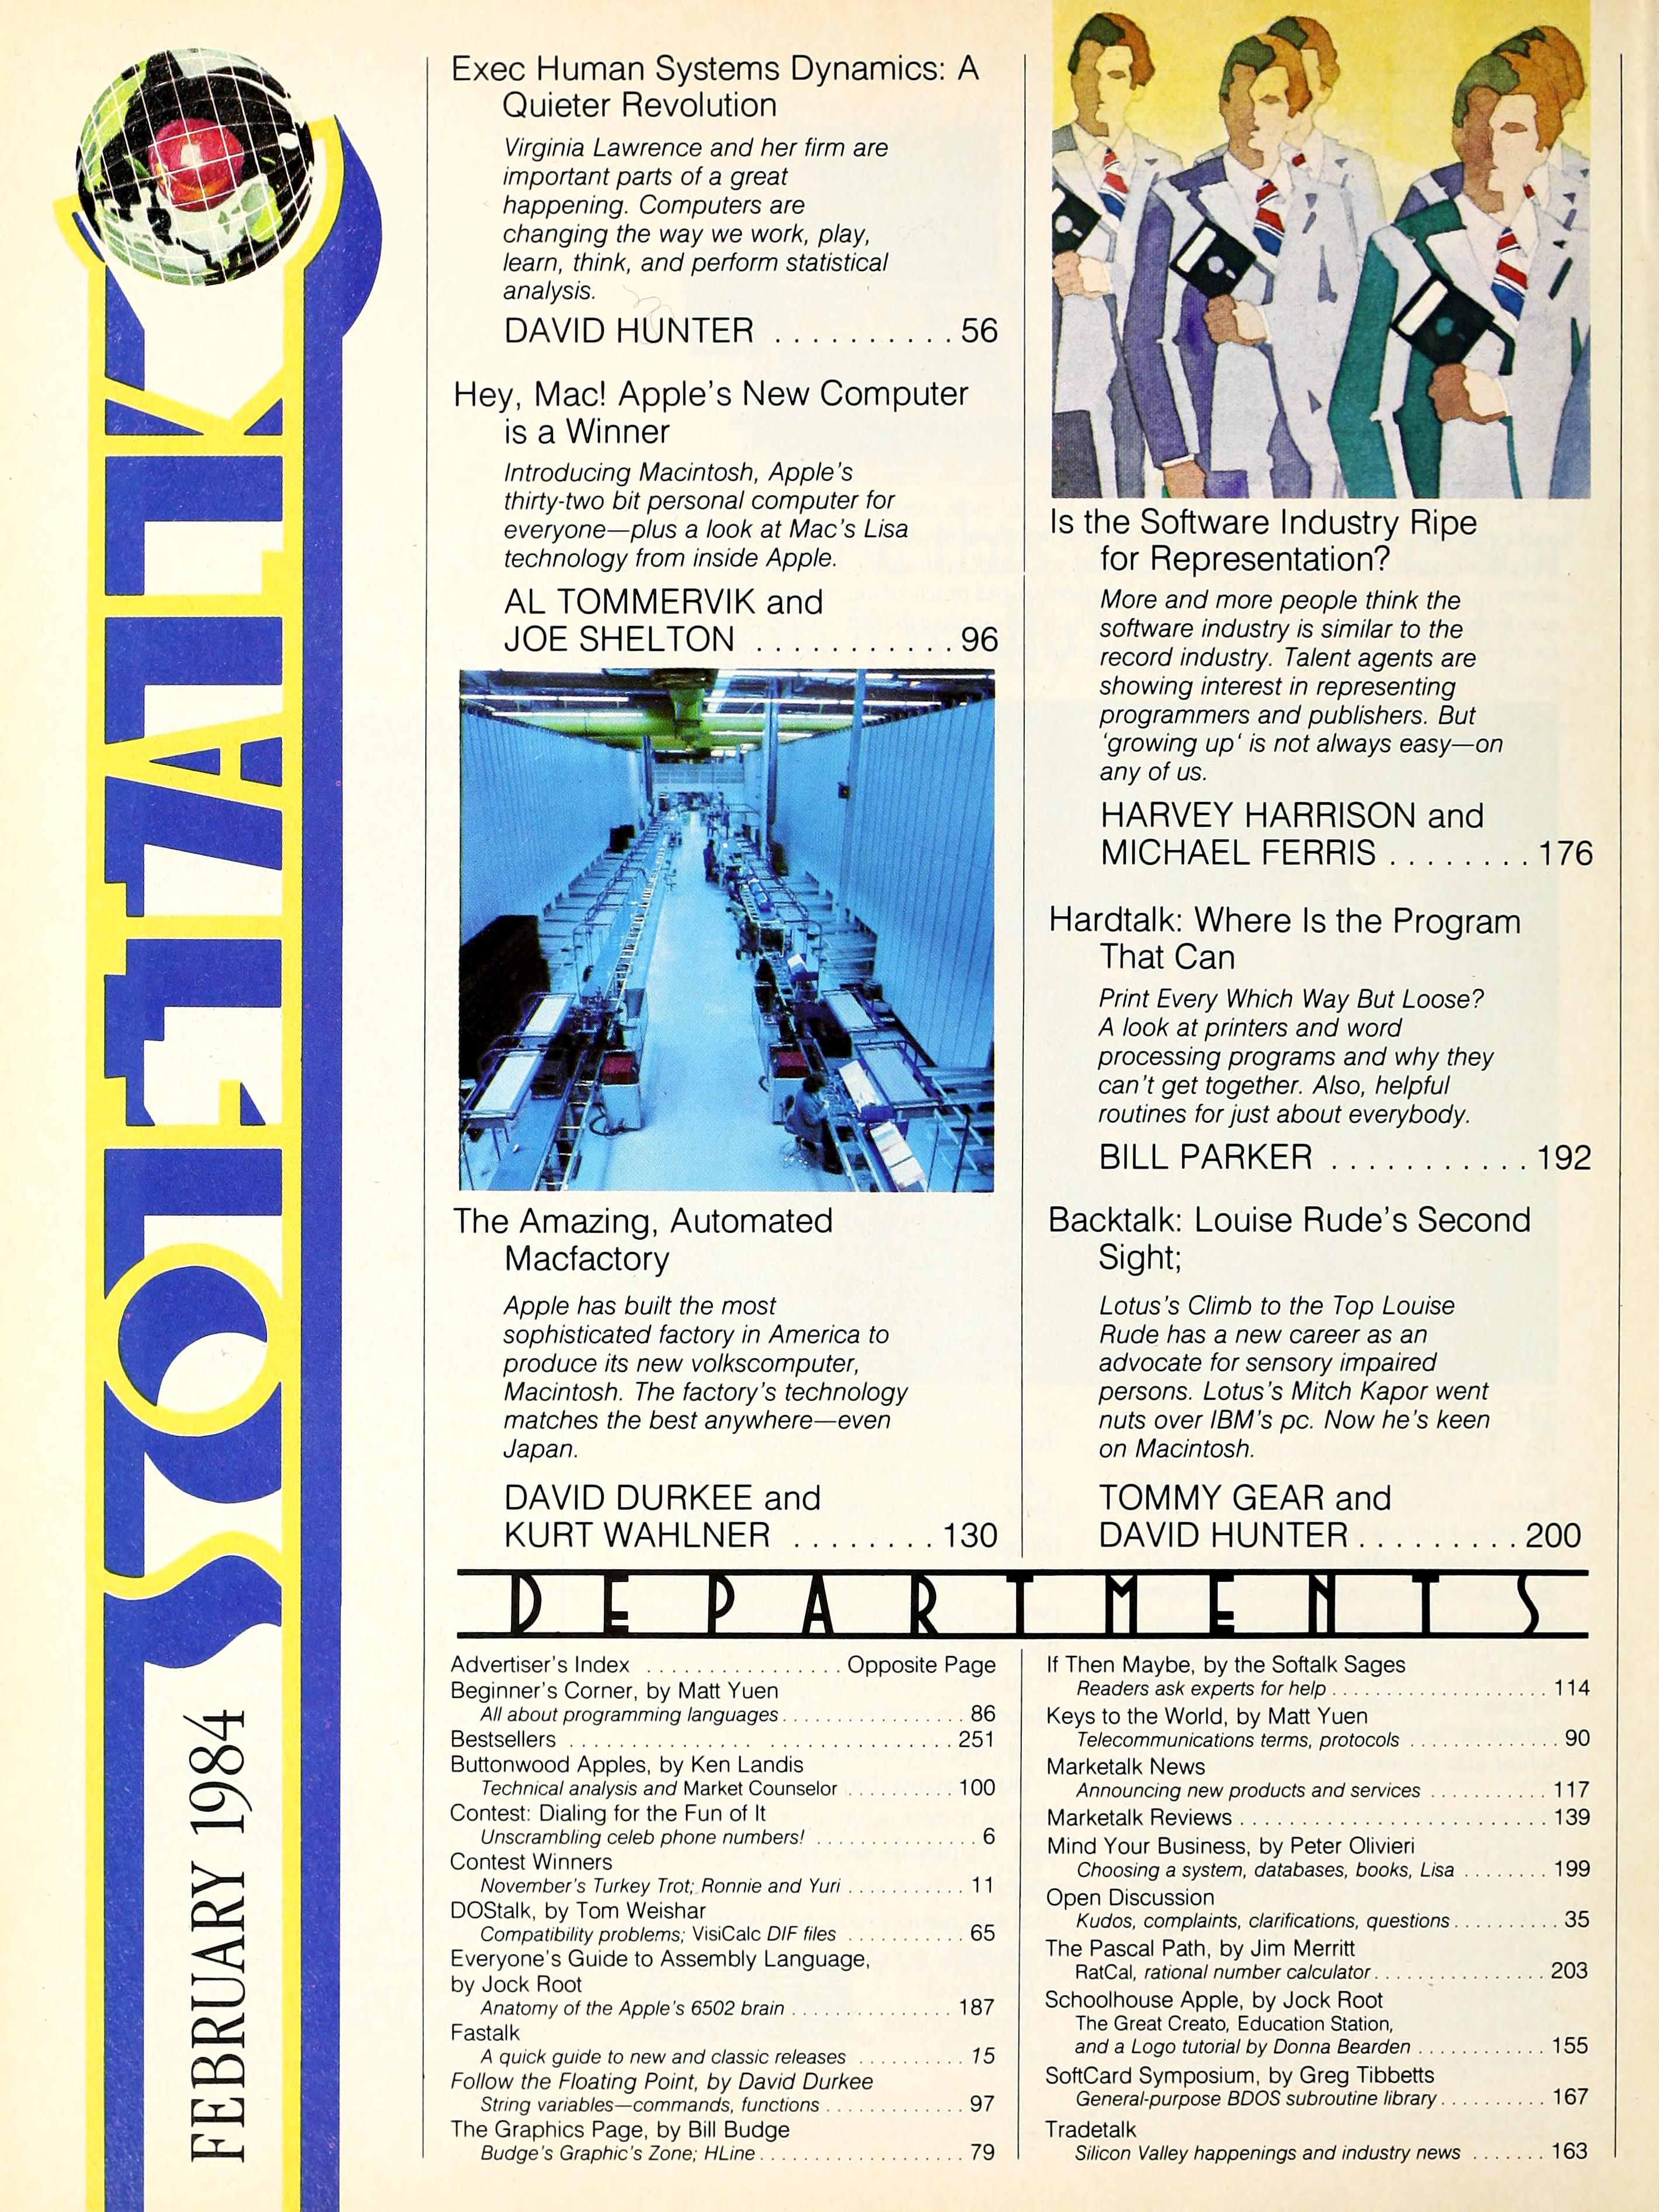 SOFTALK
FEBRUARY 1984
Exec Human Systems Dynamics: A
Quieter Revolution
Virginia Lawrence and her firm are
important parts of a great
happening. Computers are
changing the way we work, play,
learn, think, and perform statistical
analysis.
DAVID HUNTER . . . . . . . . . . 56
Hey, Mac! Apple's New Computer
is a Winner
Introducing Macintosh, Apple's
thirty-two bit personal computer for
everyone—plus a look at Mac's Lisa
technology from inside Apple.
AL TOMMERVIK and
JOE SHELTON . . . . . . . . . . . 96
The Amazing, Automated
Macfactory
Apple has built the most
sophisticated factory in America to
produce its new volkscomputer,
Macintosh. The factory's technology
matches the best anywhere—even
Japan.
DAVID DURKEE and
KURT WAHLNER . . . . . . . . 130
Is the Software Industry Ripe
for Representation?
More and more people think the
software industry is similar to the
record industry. Talent agents are
showing interest in representing
programmers and publishers. But
'growing up' is not always easy—on
any of us.
HARVEY HARRISON and
MICHAEL FERRIS . . . . . . . . 176
Hardtalk: Where Is the Program
That Can
Print Every Which Way But Loose?
A look at printers and word
processing programs and why they
can't get together. Also, helpful
routines for just about everybody.
BILL PARKER . . . . . . . . . . . 192
Backtalk: Louise Rude's Second
Sight;
Lotus's Climb to the Top Louise
Rude has a new career as an
advocate for sensory impaired
persons. Lotus's Mitch Kapor went
nuts over IBM's pc. Now he's keen
on Macintosh.
TOMMY GEAR and
DAVID HUNTER . . . . . . . . . 200
DEPARTMENTS
Advertiser's Index . . . . . . . . . . . . . . . . Opposite Page
Beginner's Corner, by Matt Yuen
All about programming languages . . . . . . . . . . . . . . . . 86
Bestsellers . . . . . . . . . . . . . . . . . . . . . . . . . . . . . . 251
Buttonwood Apples, by Ken Landis
Technical analysis and Market Counselor . . . . . . . . . . 100
Contest: Dialing for the Fun of It
Unscrambling celeb phone numbers! . . . . . . . . . . . . . . 6
Contest Winners
November's Turkey Trot; Ronnie and Yuri . . . . . . . . . . . 11
DOStalk, by Tom Weishar
Compatibility problems; VisiCalc DIF files . . . . . . . . . . . 65
Everyone's Guide to Assembly Language,
by Jock Root
Anatomy of the Apple's 6502 brain . . . . . . . . . . . . . . . 187
Fastalk
A quick guide to new and classic releases . . . . . . . . . . 15
Follow the Floating Point, by David Durkee
String variables—commands, functions . . . . . . . . . . . . . 97
The Graphics Page, by Bill Budge
Budge's Graphic's Zone; HLine . . . . . . . . . . . . . . . . . . . 79
If Then Maybe, by the Softalk Sages
Readers ask experts for help . . . . . . . . . . . . . . . . . . . . 114
Keys to the World, by Matt Yuen
Telecommunications terms, protocols . . . . . . . . . . . . . . 90
Marketalk News
Announcing new products and services . . . . . . . . . . . 117
Marketalk Reviews . . . . . . . . . . . . . . . . . . . . . . . . . 139
Mind Your Business, by Peter Olivieri
Choosing a system, databases, books, Lisa . . . . . . . . 199
Open Discussion
Kudos, complaints, clarifications, questions . . . . . . . . . . 35
The Pascal Path, by Jim Merritt
RatCal, rational number calculator . . . . . . . . . . . . . . . . 203
Schoolhouse Apple, by Jock Root
The Great Creato, Education Station,
and a Logo tutorial by Donna Bearden . . . . . . . . . . . . 155
SoftCard Symposium, by Greg Tibbetts
General-purpose BDOS subroutine library . . . . . . . . . . 167
Tradetalk
Silicon Valley happenings and industry news . . . . . . . 163